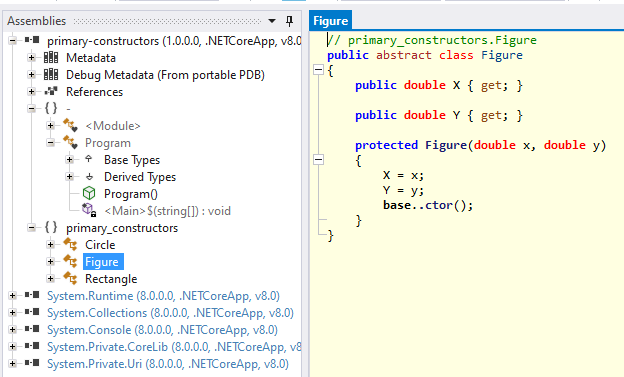 Assemblies
primary-constructors (1.0.0.0, .NETCoreApp, v8.0)
Metadata
Debug Metadata (From portable PDB)
References
{ } -
<Module>
Program
Base Types
Derived Types
Program()
<Main>$(string[]) : void
{ } primary_constructors
Circle
Figure
Rectangle
System.Runtime (8.0.0.0, .NETCoreApp, v8.0)
System.Collections (8.0.0.0, .NETCoreApp, v8.0)
System.Console (8.0.0.0, .NETCoreApp, v8.0)
System.Private.CoreLib (8.0.0.0, .NETCoreApp, v8
System.Private.Uri (8.0.0.0, .NETCoreApp, v8.0)
Figure
// primary_constructors.Figure
public abstract class Figure
{
public double X { get; }
public double Y { get; }
protected Figure(double x, double y)
{
X = x;
Y = y;
base..ctor();
}
}